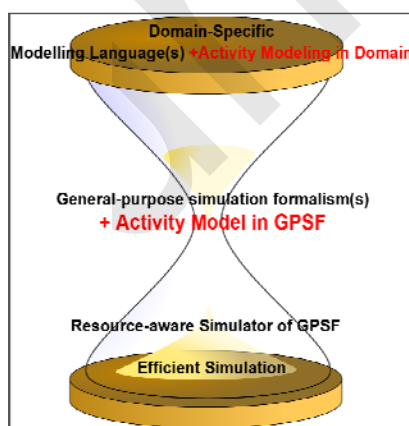 Domain-Specific
Modelling Language(s) +Activity Modeling in Domain
General-purpose simulation formalism(s)
+ Activity Model in GPSF
Resource-aware Simulator of GPSF
Efficient Simulation